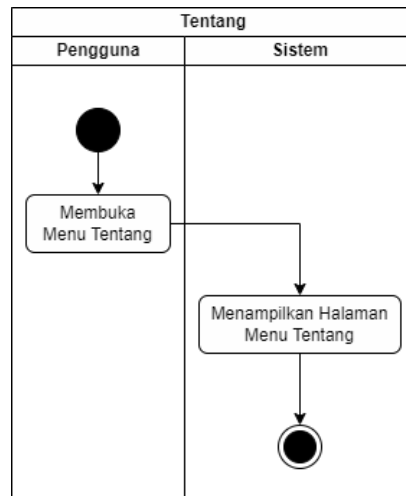 Tentang
Pengguna
Sistem
Membuka
Menu Tentang
Menampilkan Halaman
Menu Tentang